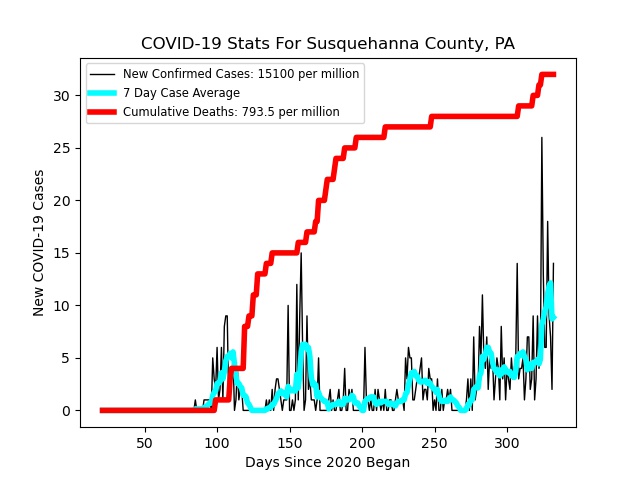 COVID-19 Stats For Susquehanna County, PA
New Confirmed Cases: 15100 per million
7 Day Case Average
Cumulative Deaths: 793.5 per million
New COVID-19 Cases
30
25
20
15
10
5
0
50
100
150
200
250
300
Days Since 2020 Began